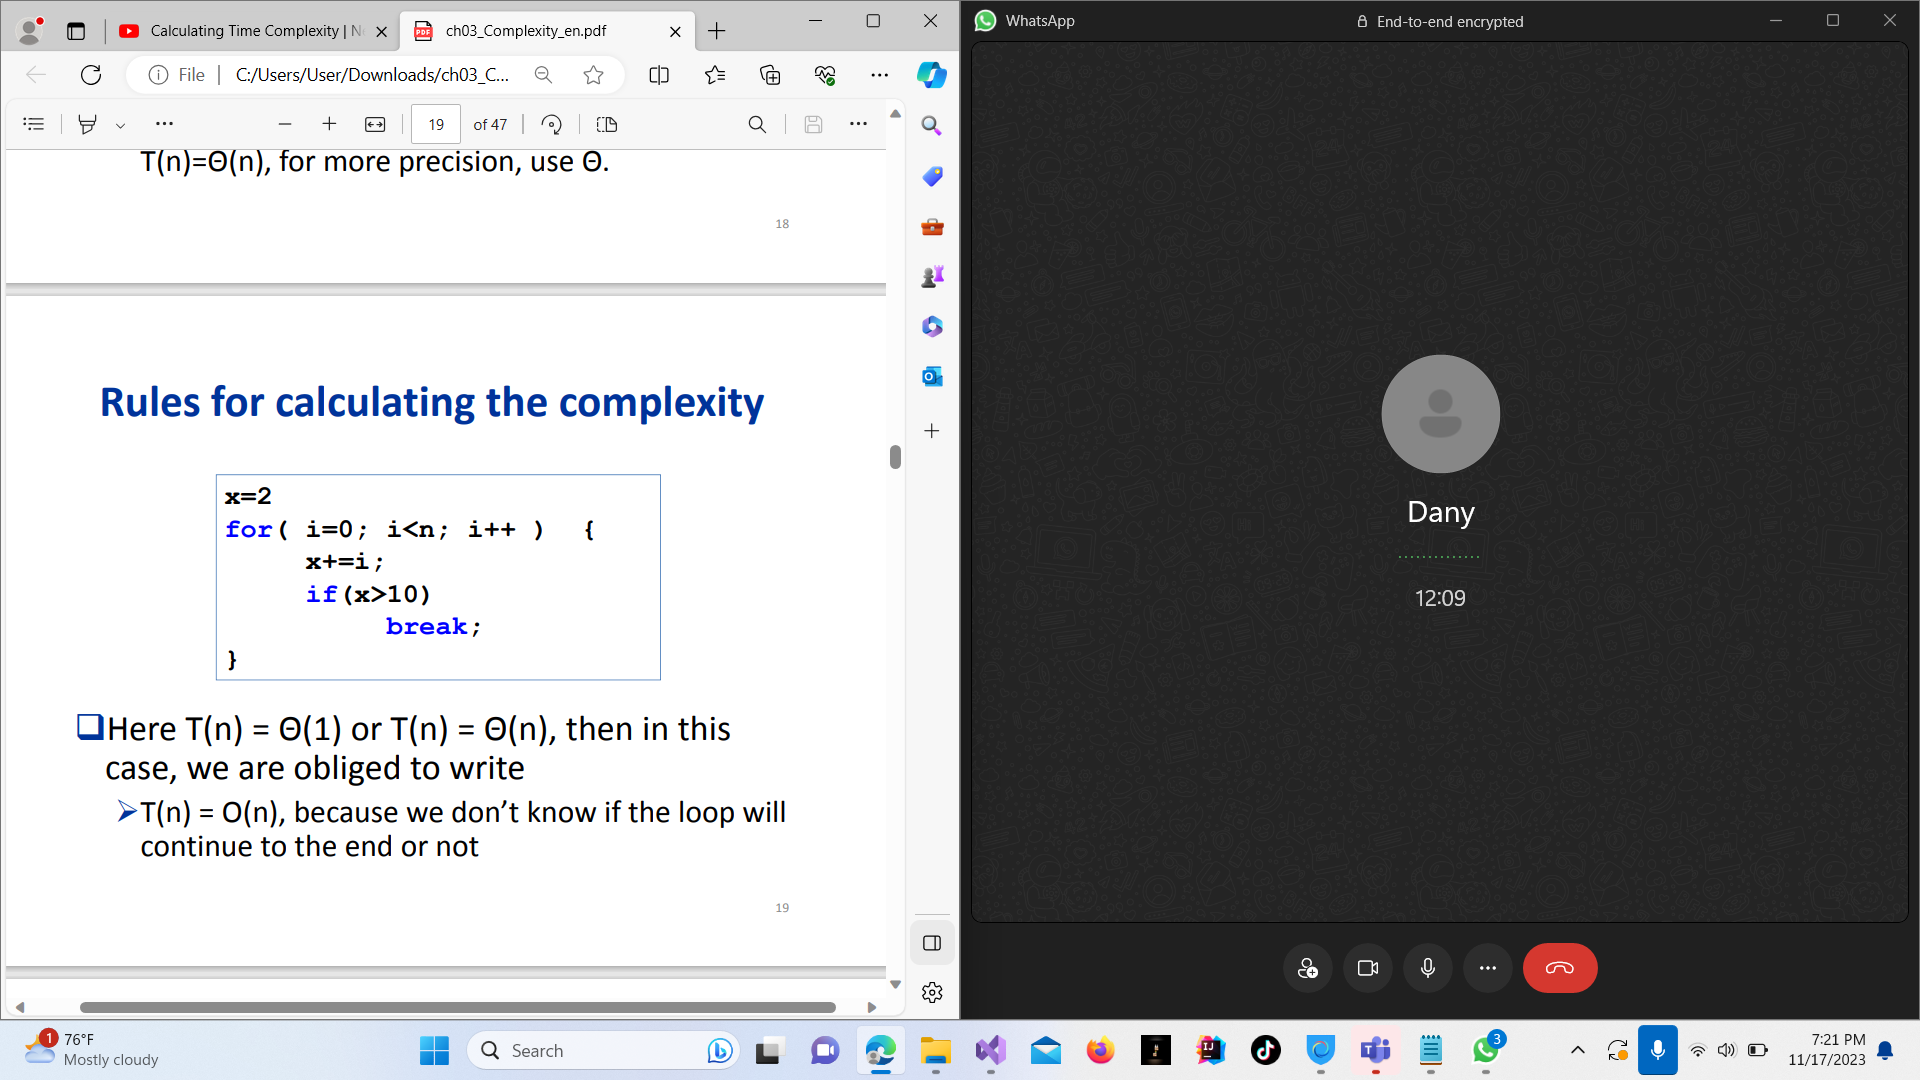 Calculating Time Complexity | N
ch03_Complexity_en.pdf
File
C:/Users/User/Downloads/ch03_C...
19
of 47
T(n)=Θ(n), for more precision, use Θ.
18
Rules for calculating the complexity
x=2
for( i=0; i<n; i++ ) {
x+=i;
if(x>10)
break;
}
Here T(n) = Θ(1) or T(n) = Θ(n), then in this
case, we are obliged to write
T(n) = O(n), because we don't know if the loop will
continue to the end or not
19
WhatsApp
End-to-end encrypted
Dany
12:09
1
76°F
Mostly cloudy
Search
3
7:21 PM
11/17/2023